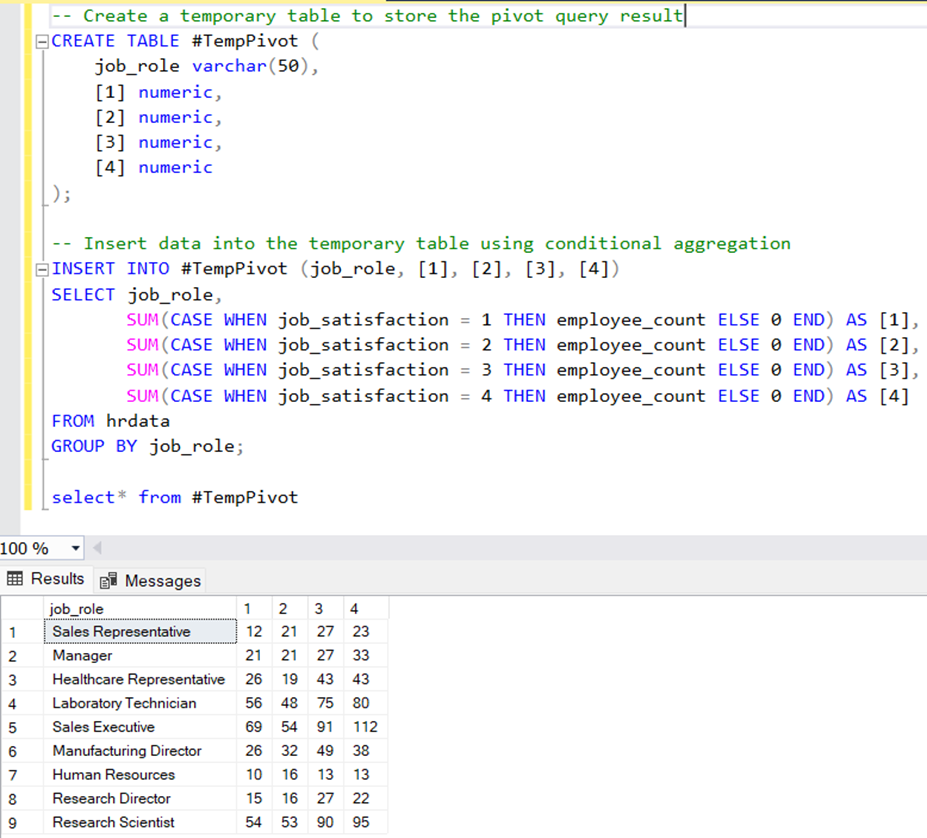 -- Create a temporary table to store the pivot query result
CREATE TABLE #TempPivot (
job_role varchar(50),
[1] numeric,
[2] numeric,
[3] numeric,
[4] numeric
);
-- Insert data into the temporary table using conditional aggregation
INSERT INTO #TempPivot (job_role, [1], [2], [3], [4])
SELECT job_role,
SUM(CASE WHEN job_satisfaction = 1 THEN employee_count ELSE 0 END) AS [1],
SUM(CASE WHEN job_satisfaction = 2 THEN employee_count ELSE 0 END) AS [2],
SUM(CASE WHEN job_satisfaction = 3 THEN employee_count ELSE 0 END) AS [3],
SUM(CASE WHEN job_satisfaction = 4 THEN employee_count ELSE 0 END) AS [4]
FROM hrdata
GROUP BY job_role;
select* from #TempPivot
100 %
Results Messages
job_role 1 2 3 4
1 Sales Representative 12 21 27 23
2 Manager 21 21 27 33
3 Healthcare Representative 26 19 43 43
4 Laboratory Technician 56 48 75 80
5 Sales Executive 69 54 91 112
6 Manufacturing Director 26 32 49 38
7 Human Resources 10 16 13 13
8 Research Director 15 16 27 22
9 Research Scientist 54 53 90 95